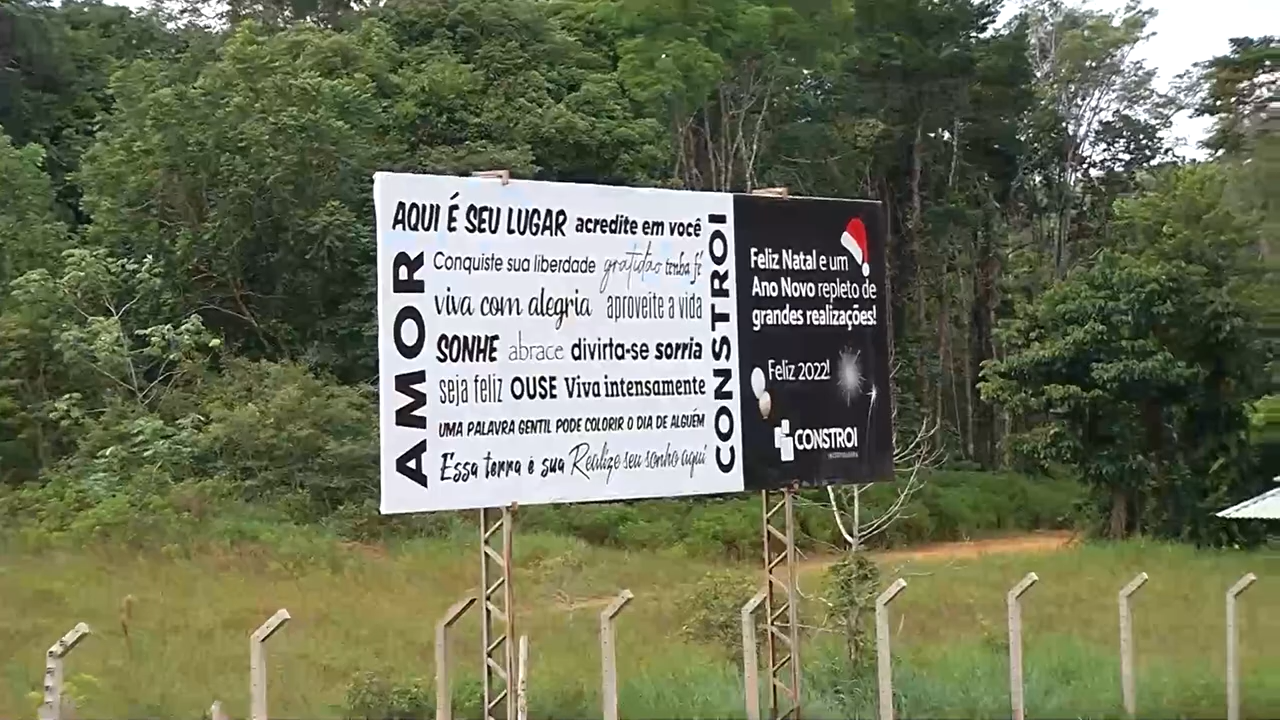 AQUI É SEU LUGAR acredite em você
Conquiste sua liberdade gratidão tenha fé
viva com alegria aproveite a vida
SONHE abrace divirta-se sorria
seja feliz OUSE Viva intensamente
UMA PALAVRA GENTIL PODE COLORIR O DIA DE ALGUÉM
Essa terra é sua Realize seu sonho aqui
AMOR
CONSTROI
Feliz Natal e um
Ano Novo repleto de
grandes realizações!
Feliz 2022!
CONSTROI